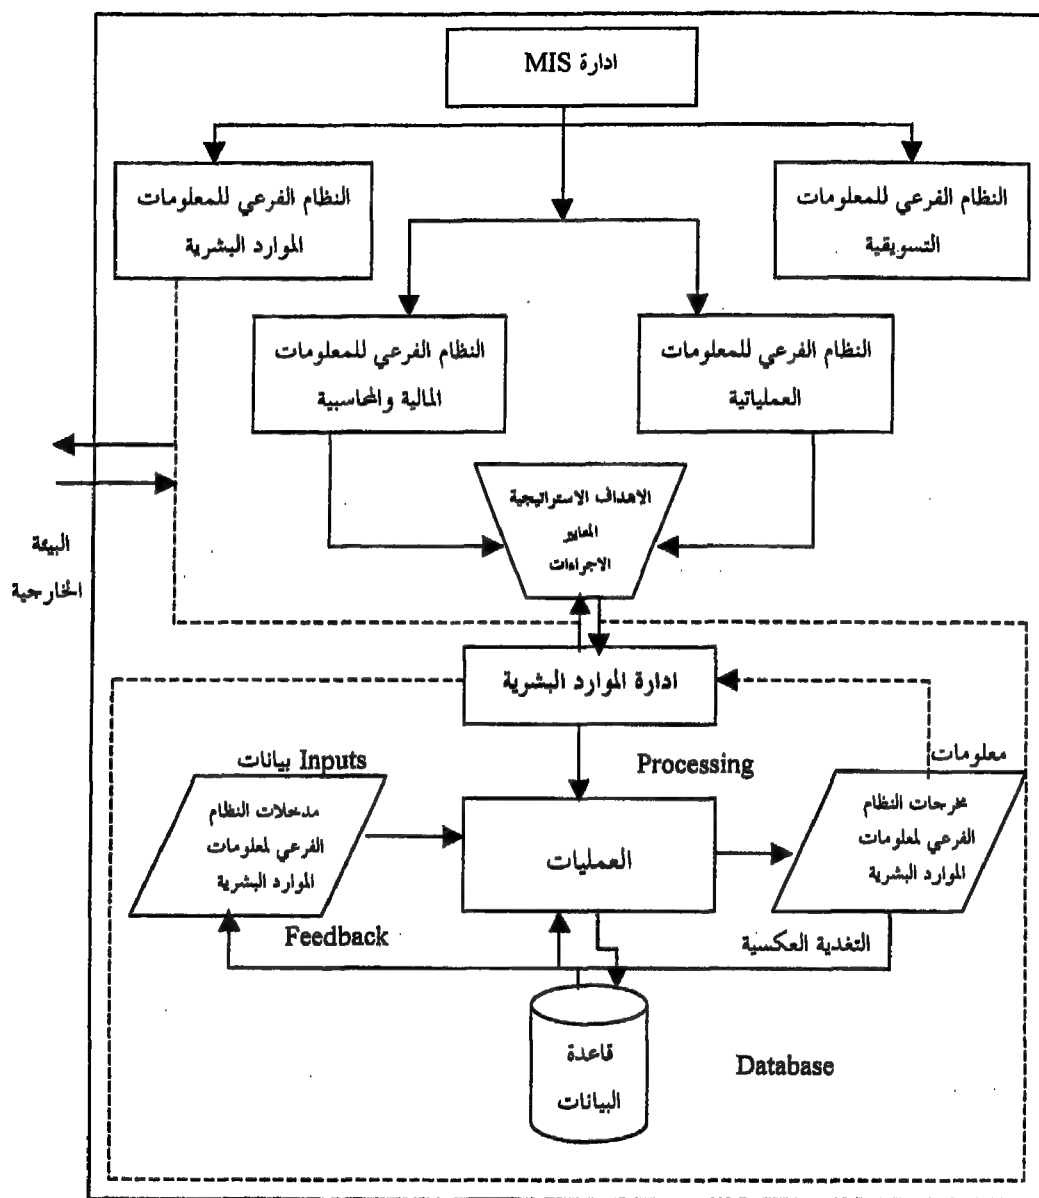 ادارة MIS
النظام الفرعي للمعلومات
الموارد البشرية
النظام الفرعي للمعلومات
التسويقية
النظام الفرعي للمعلومات
المالية والمحاسبية
النظام الفرعي للمعلومات
العملياتية
الاهداف الاستراتيجية
المعايير
الاجراءات
البيئة
الخارجية
ادارة الموارد البشرية
بيانات Inputs
Processing
معلومات
مدخلات النظام
الفرعي لمعلومات
الموارد البشرية
العمليات
مخرجات النظام
الفرعي لمعلومات
الموارد البشرية
Feedback
التغذية العكسية
قاعدة
البيانات
Database